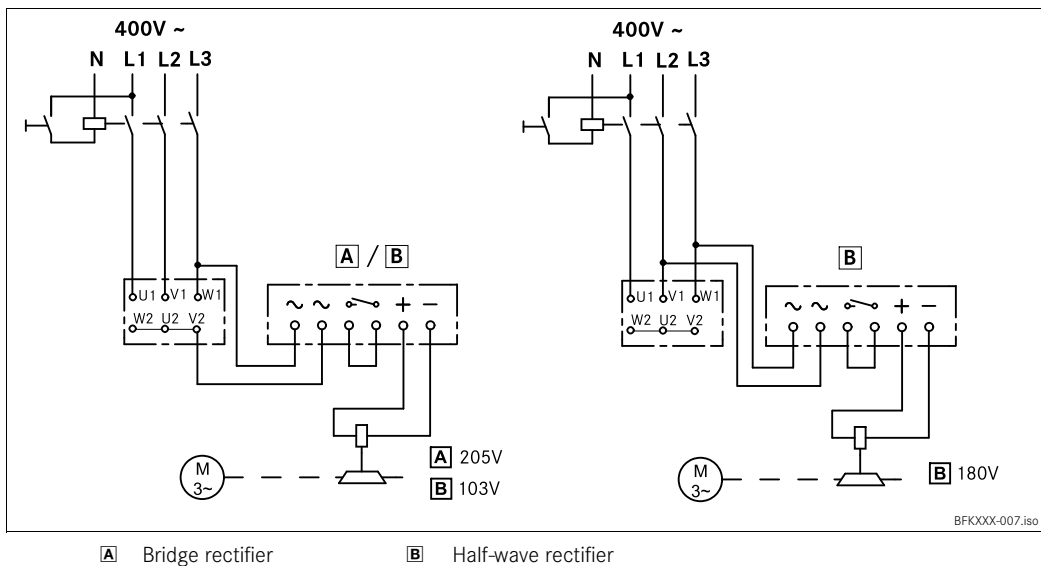 400V ~
N L1 L2 L3
A / B
U1 V1 W1
W2 U2 V2
∼ ∼ + −
M
3~
A 205V
B 103V
400V ~
N L1 L2 L3
B
U1 V1 W1
W2 U2 V2
∼ ∼ + −
M
3~
B 180V
BFKXXX-007.iso
A Bridge rectifier B Half-wave rectifier